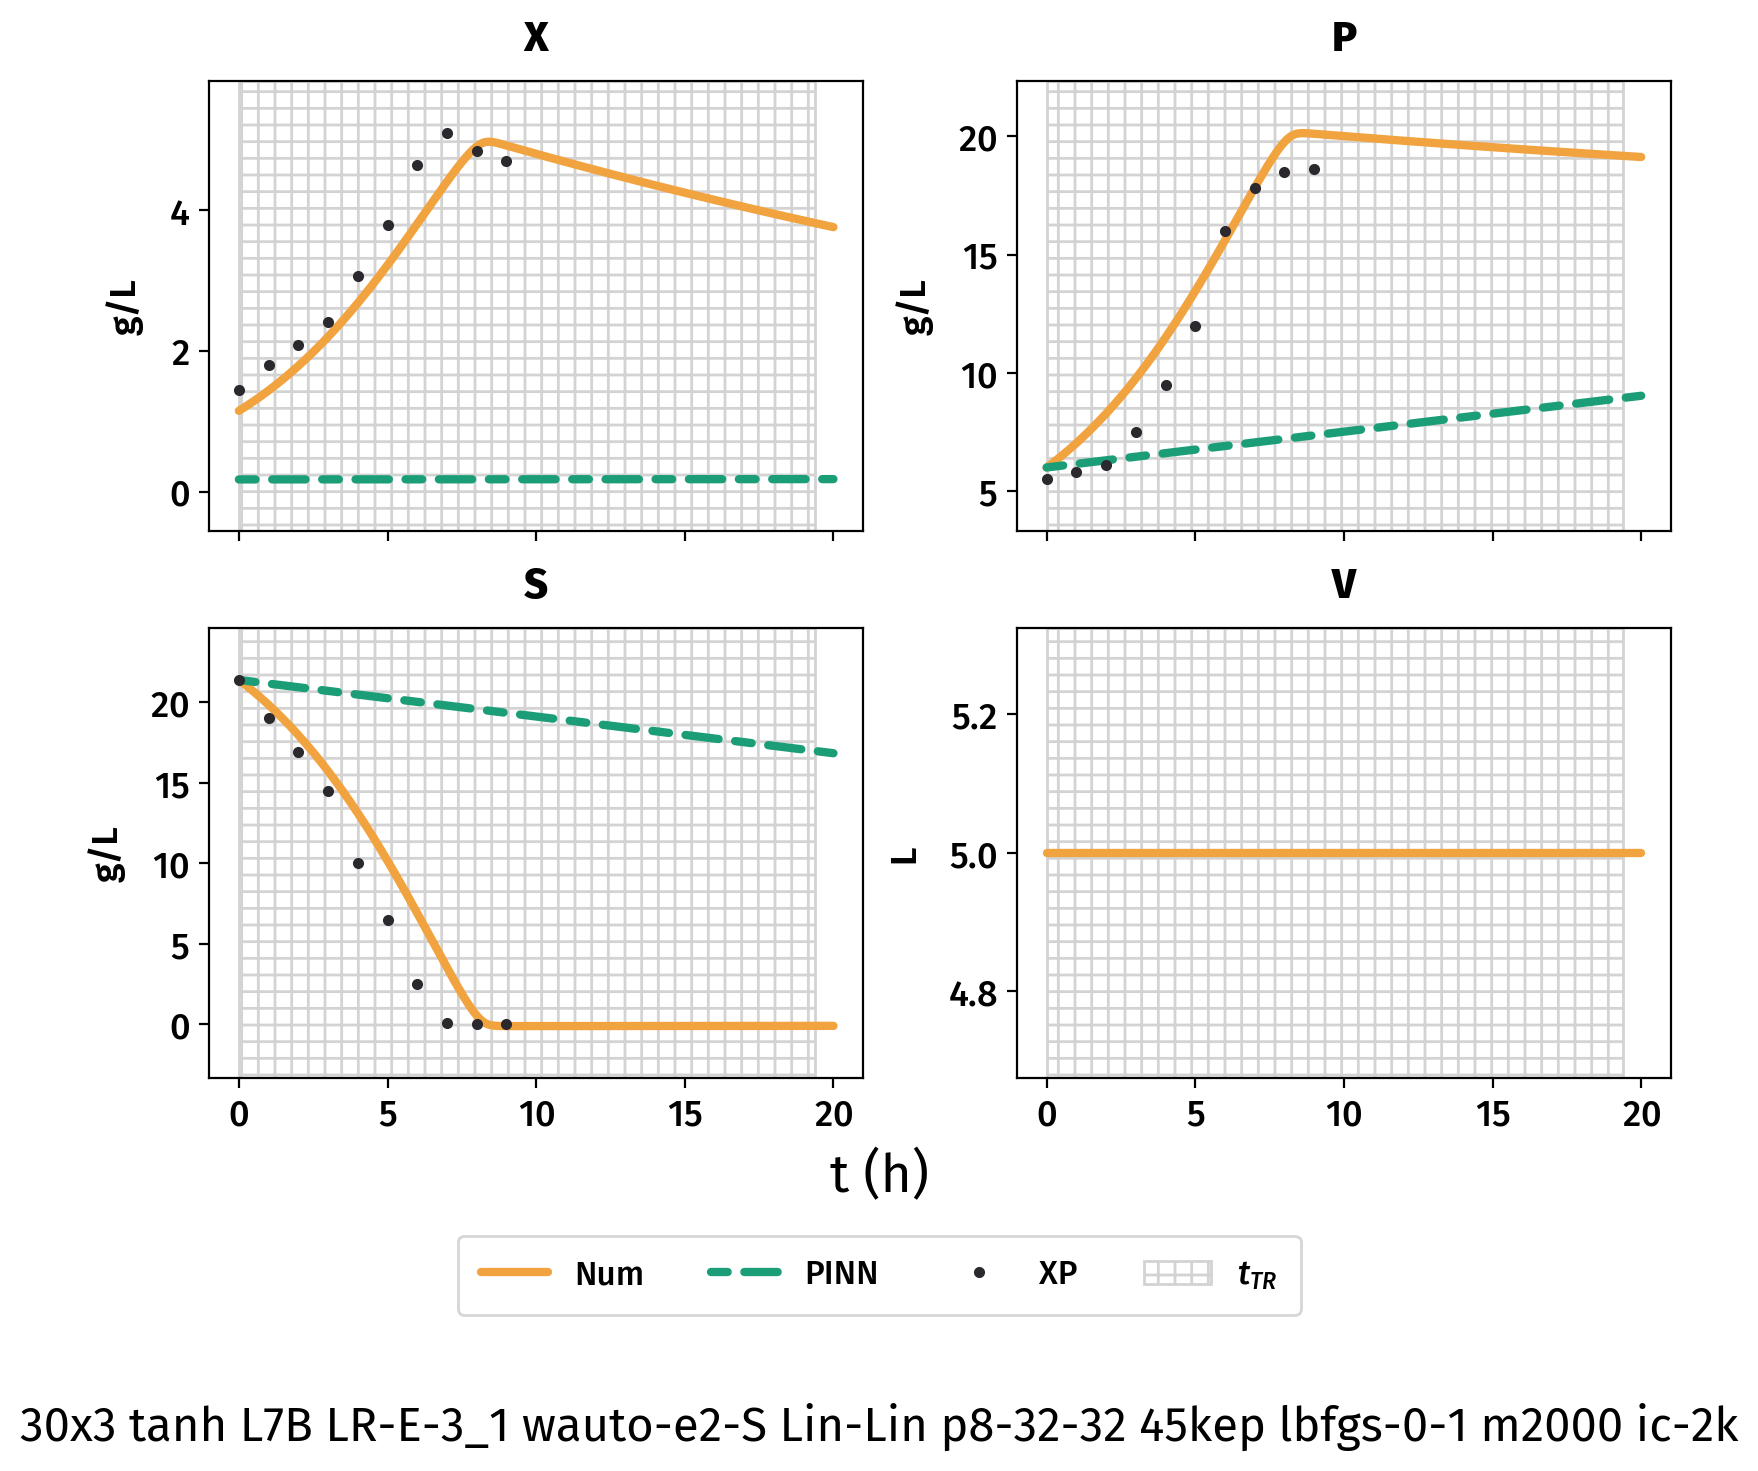 X
P
4
2
0
g/L
20
15
10
5
g/L
S
V
20
15
10
5
0
g/L
5.2
5.0
4.8
L
0 5 10 15 20
0 5 10 15 20
t (h)
Num PINN XP tTR
30x3 tanh L7B LR-E-3_1 wauto-e2-S Lin-Lin p8-32-32 45kep lbfgs-0-1 m2000 ic-2k